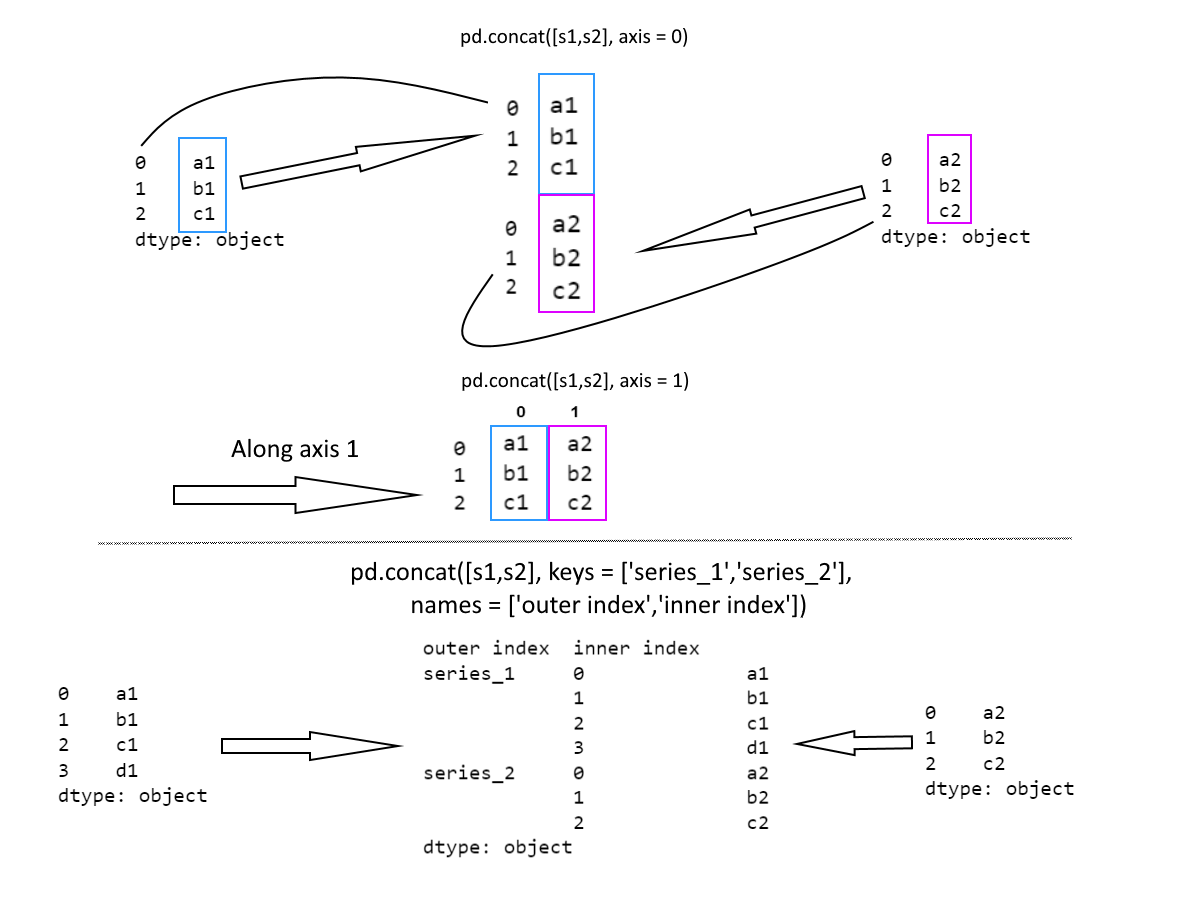 pd.concat([s1,s2], axis = 0)
0 a1
1 b1
2 c1
dtype: object
0 a1
1 b1
2 c1
0 a2
1 b2
2 c2
0 a2
1 b2
2 c2
dtype: object
pd.concat([s1,s2], axis = 1)
Along axis 1
0 1
0 a1 a2
1 b1 b2
2 c1 c2
pd.concat([s1,s2], keys = ['series_1','series_2'],
names = ['outer index','inner index'])
0 a1
1 b1
2 c1
3 d1
dtype: object
outer index inner index
series_1 0 a1
1 b1
2 c1
3 d1
series_2 0 a2
1 b2
2 c2
dtype: object
0 a2
1 b2
2 c2
dtype: object